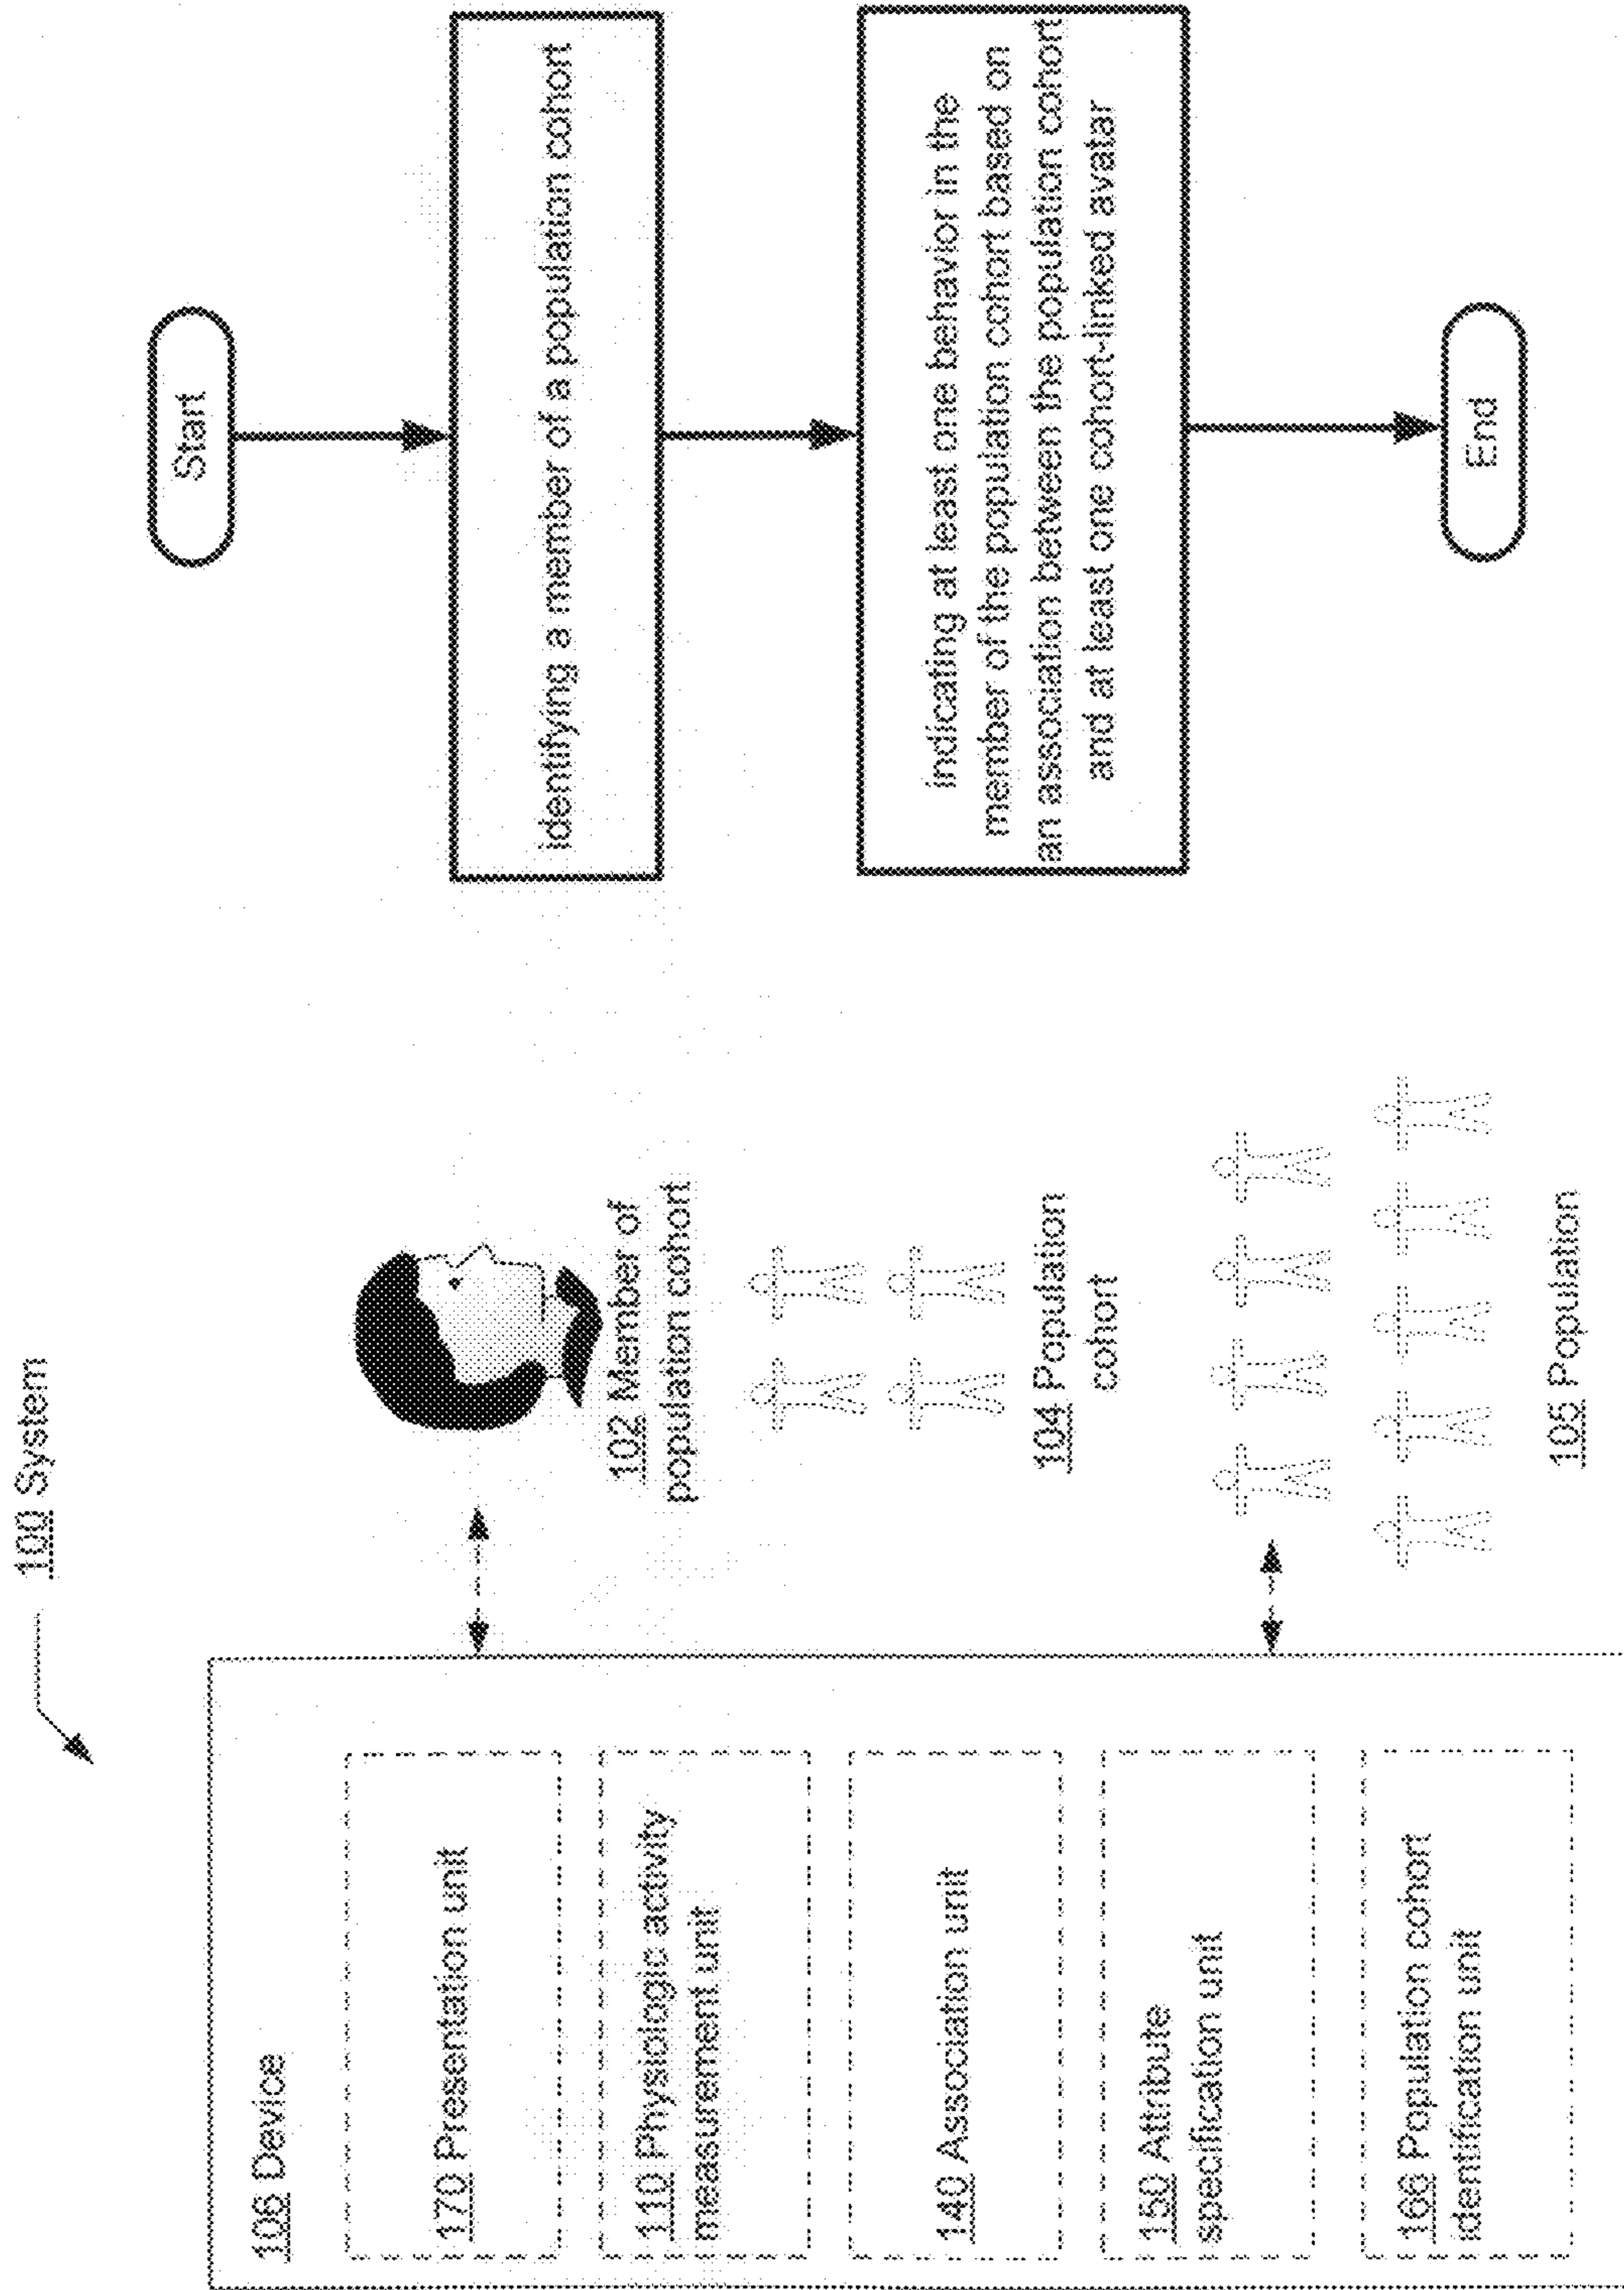 100 System
106 Device
170 Presentation unit
110 Physiologic activity
measurement unit
140 Association unit
150 Attribute
specification unit
166 Population cohort
identification unit
102 Member of
population cohort
104 Population
cohort
105 Population
Start
identifying a member of a population cohort
indicating at least one behavior in the
member of the population cohort based on
an association between the population cohort
and at least one cohort-linked avatar
End